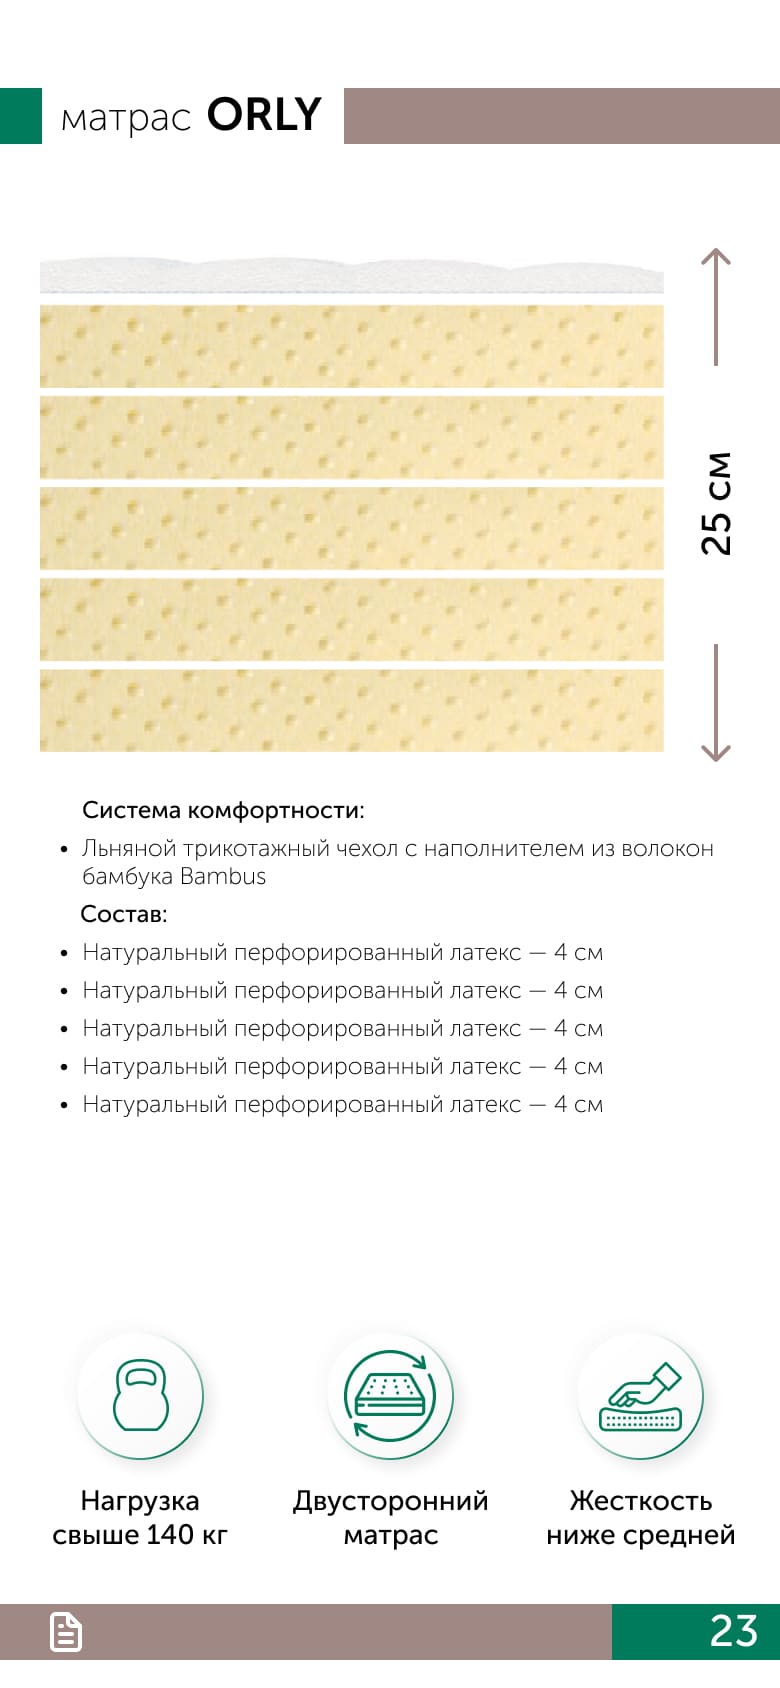 матрас ORLY
25 см
Система комфортности:
• Льняной трикотажный чехол с наполнителем из волокон
бамбука Bambus
Состав:
• Натуральный перфорированный латекс — 4 см
• Натуральный перфорированный латекс — 4 см
• Натуральный перфорированный латекс — 4 см
• Натуральный перфорированный латекс — 4 см
• Натуральный перфорированный латекс — 4 см
Нагрузка
свыше 140 кг
Двусторонний
матрас
Жесткость
ниже средней
23